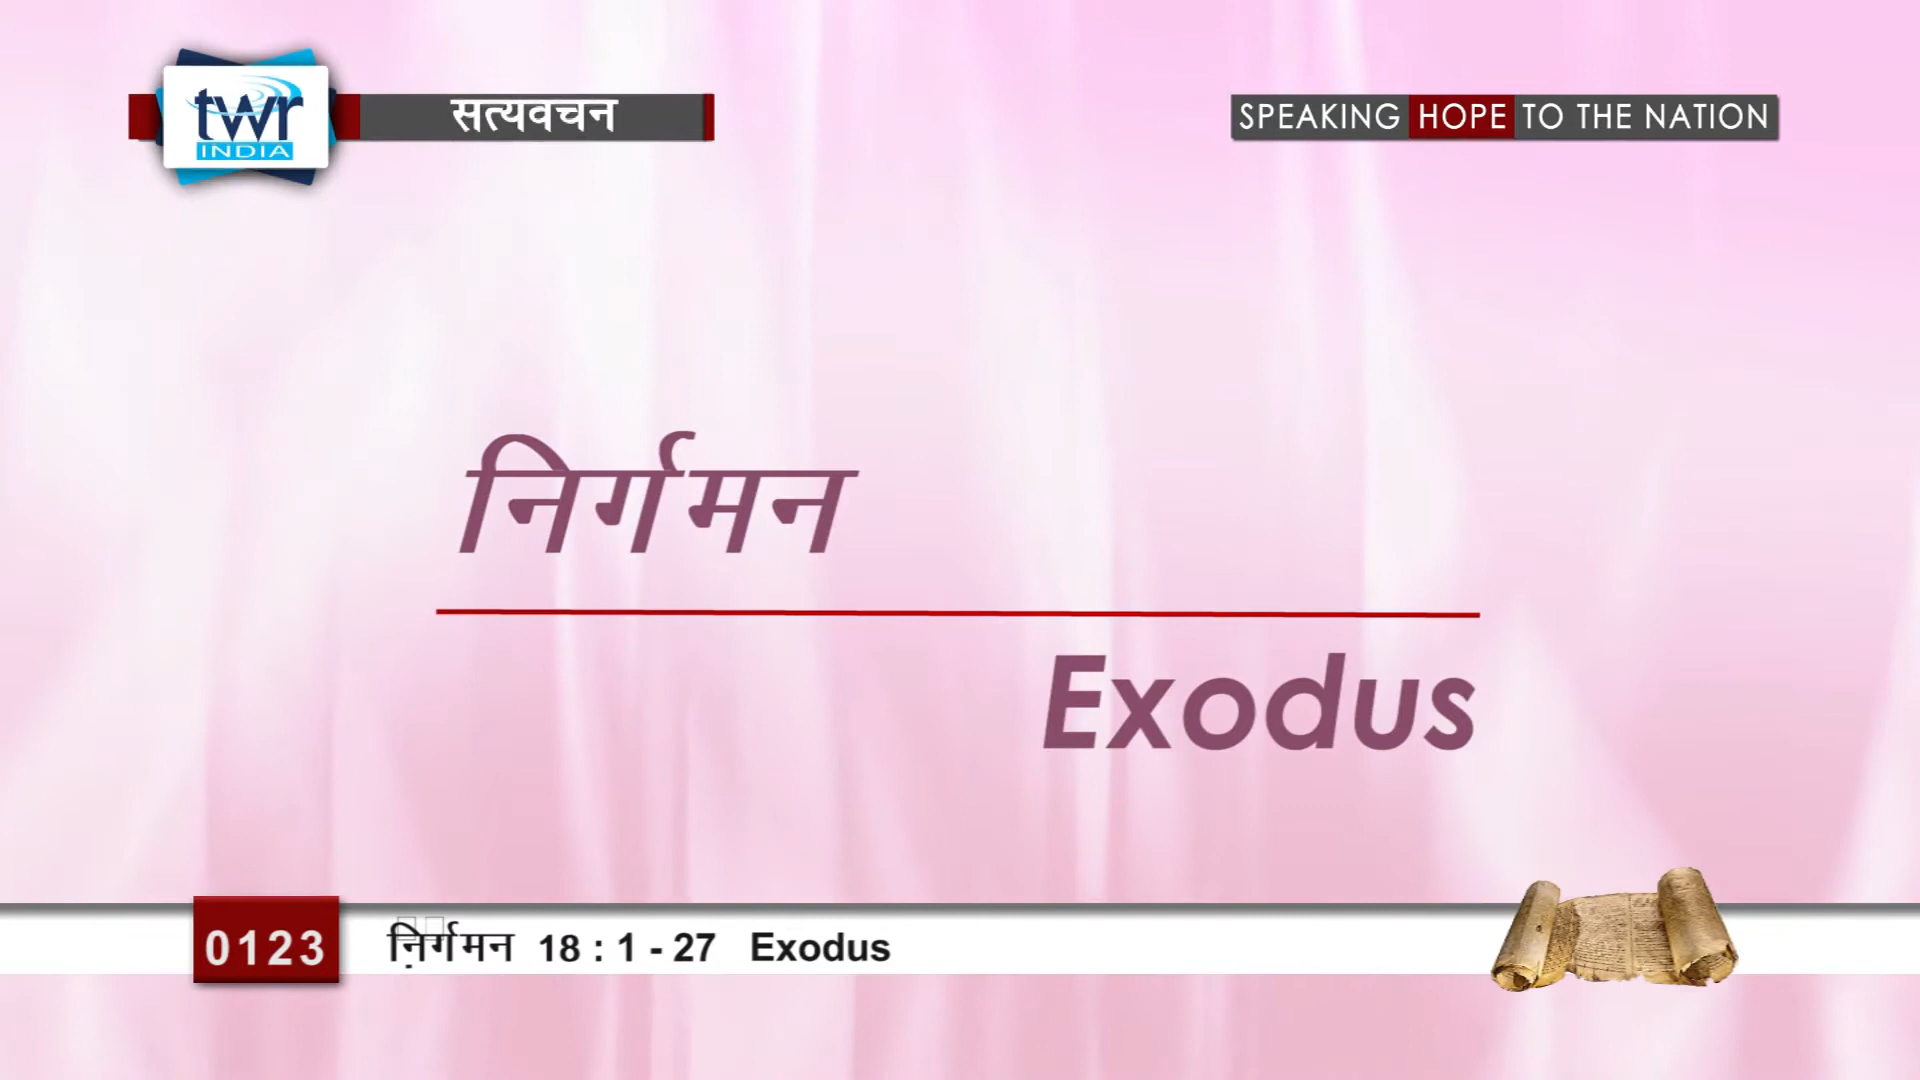 twr
INDIA
सत्यवचन
SPEAKING HOPE TO THE NATION
निर्गमन
Exodus
0123 निर्गमन 18 : 1 - 27 Exodus